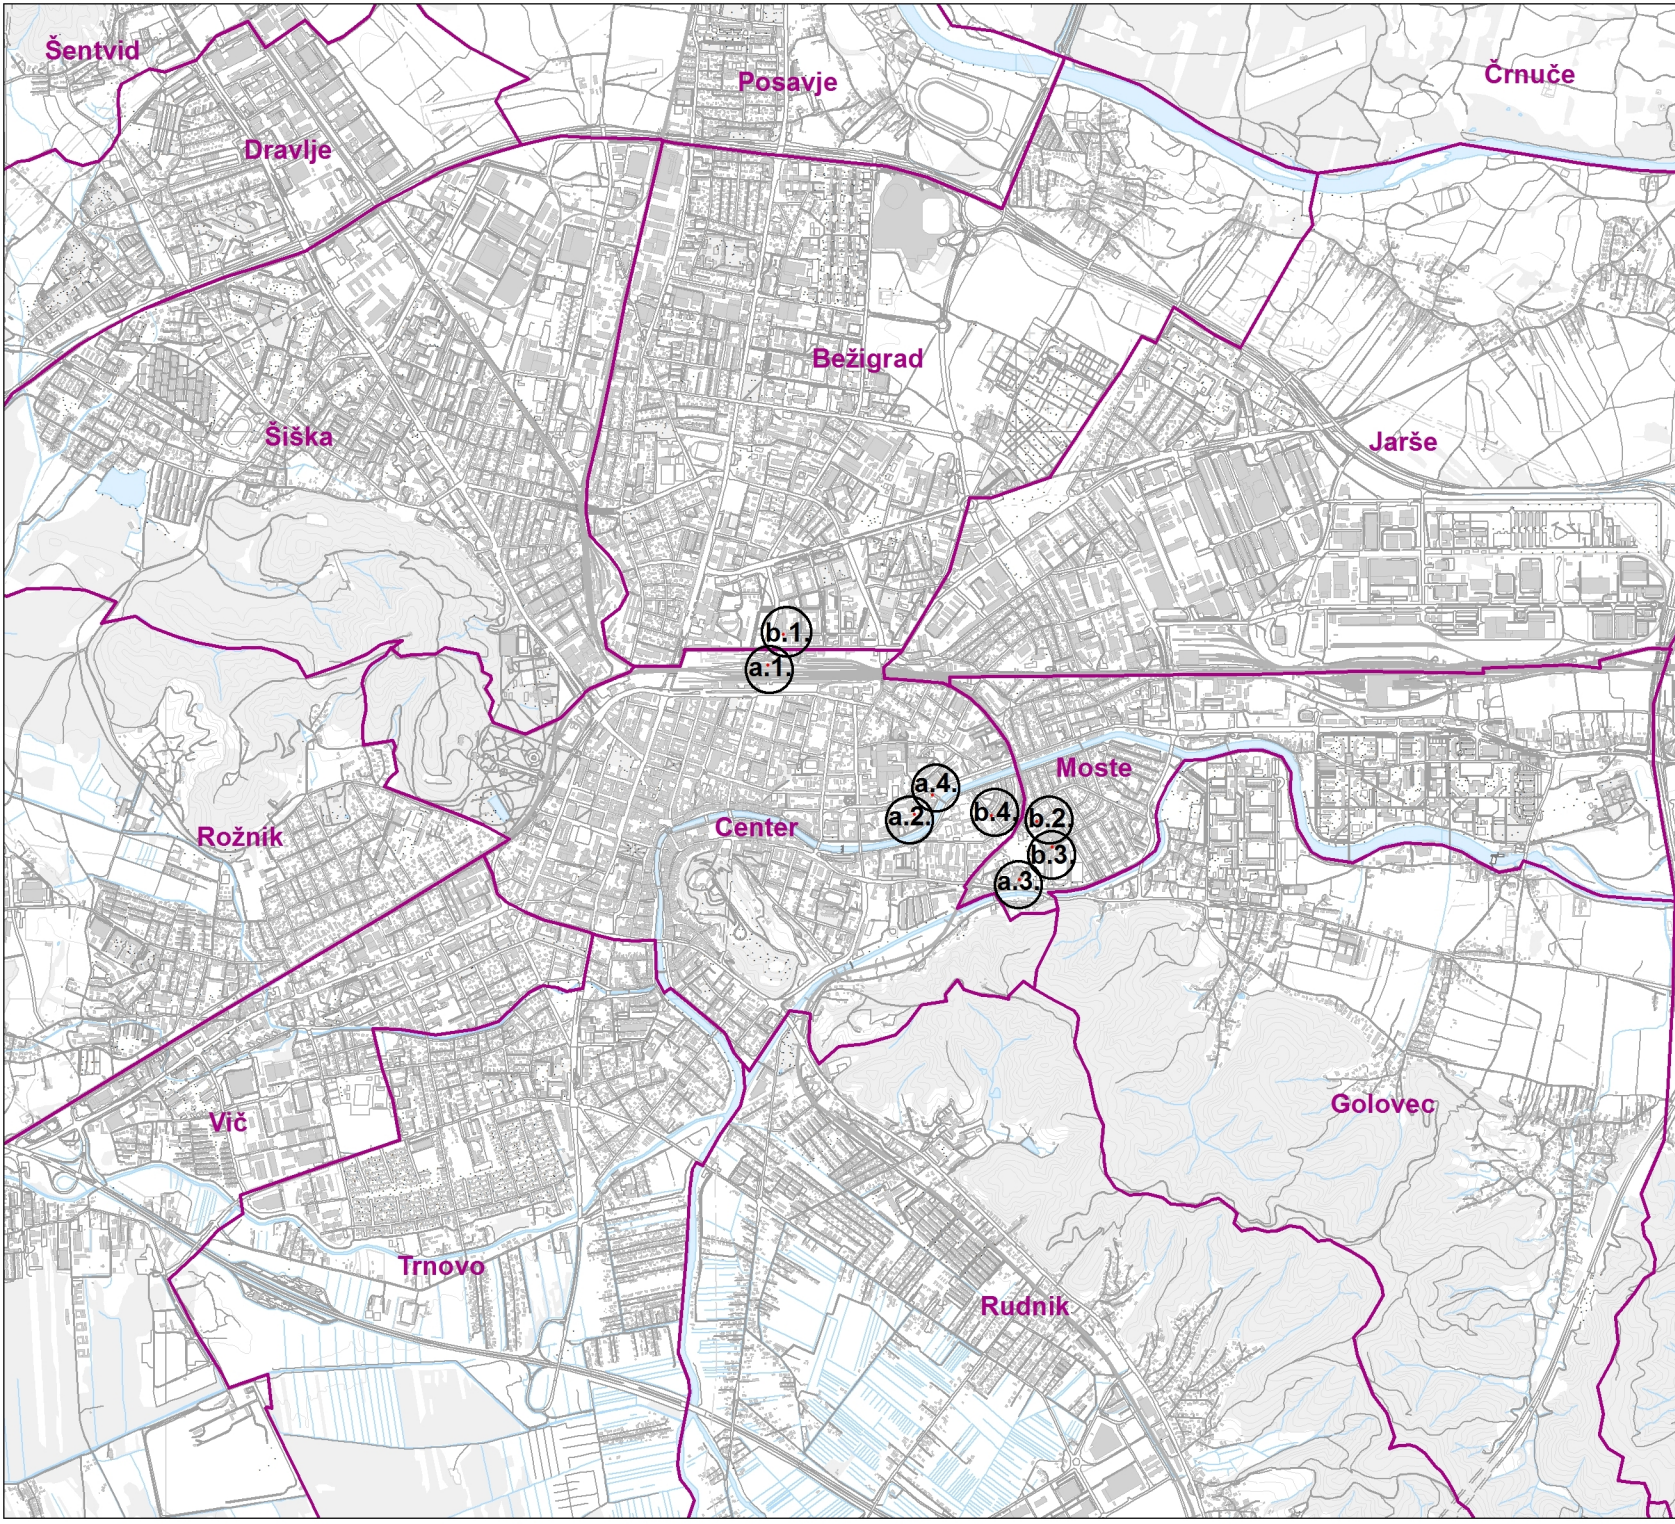 Šentvid
Posavje
Črnuče
Dravlje
Bežigrad
Šiška
Jarše
b.1.
a.1.
Moste
a.4.
a.2.
b.4.
b.2.
Center
Rožnik
b.3.
a.3.
Golovec
Vič
Trnovo
Rudnik